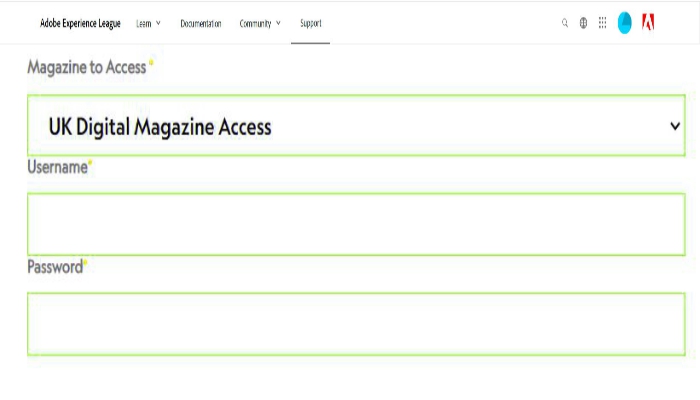 Adobe Experience League Learn Documentation Community Support
Magazine to Access *
UK Digital Magazine Access
Username*
Password*